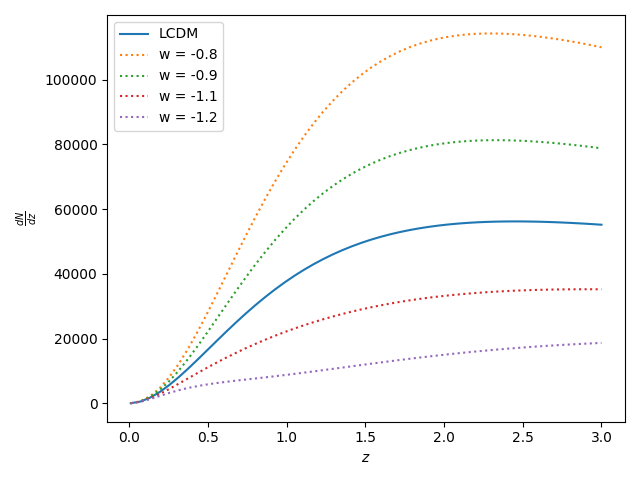 LCDM
w = -0.8
w = -0.9
w = -1.1
w = -1.2
100000
80000
60000
40000
20000
0
dN
dz
0.0 0.5 1.0 1.5 2.0 2.5 3.0
z